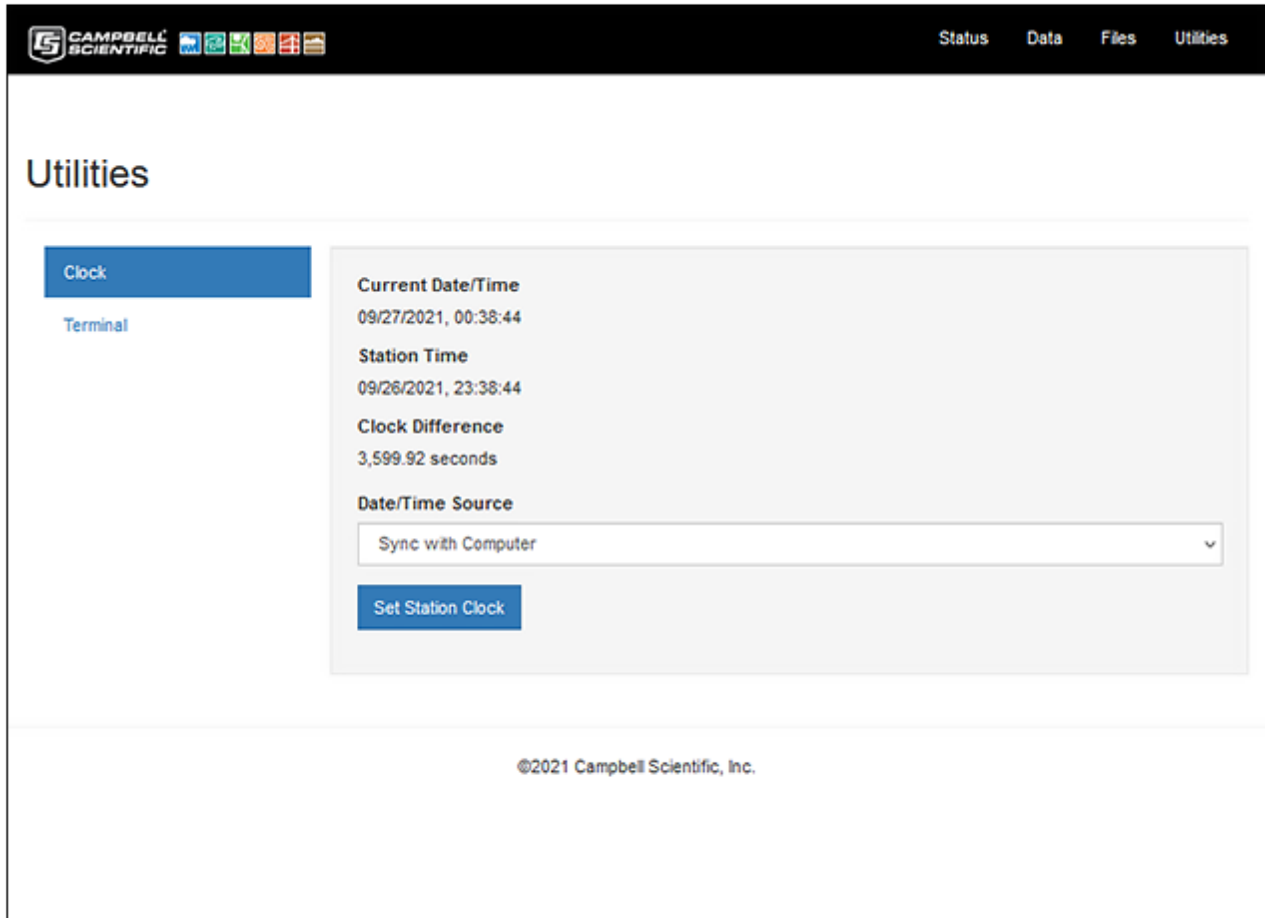 CAMPBELL
SCIENTIFIC
Status Data Files Utilities
Utilities
Clock
Terminal
Current Date/Time
09/27/2021, 00:38:44
Station Time
09/26/2021, 23:38:44
Clock Difference
3,599.92 seconds
Date/Time Source
Sync with Computer
Set Station Clock
©2021 Campbell Scientific, Inc.